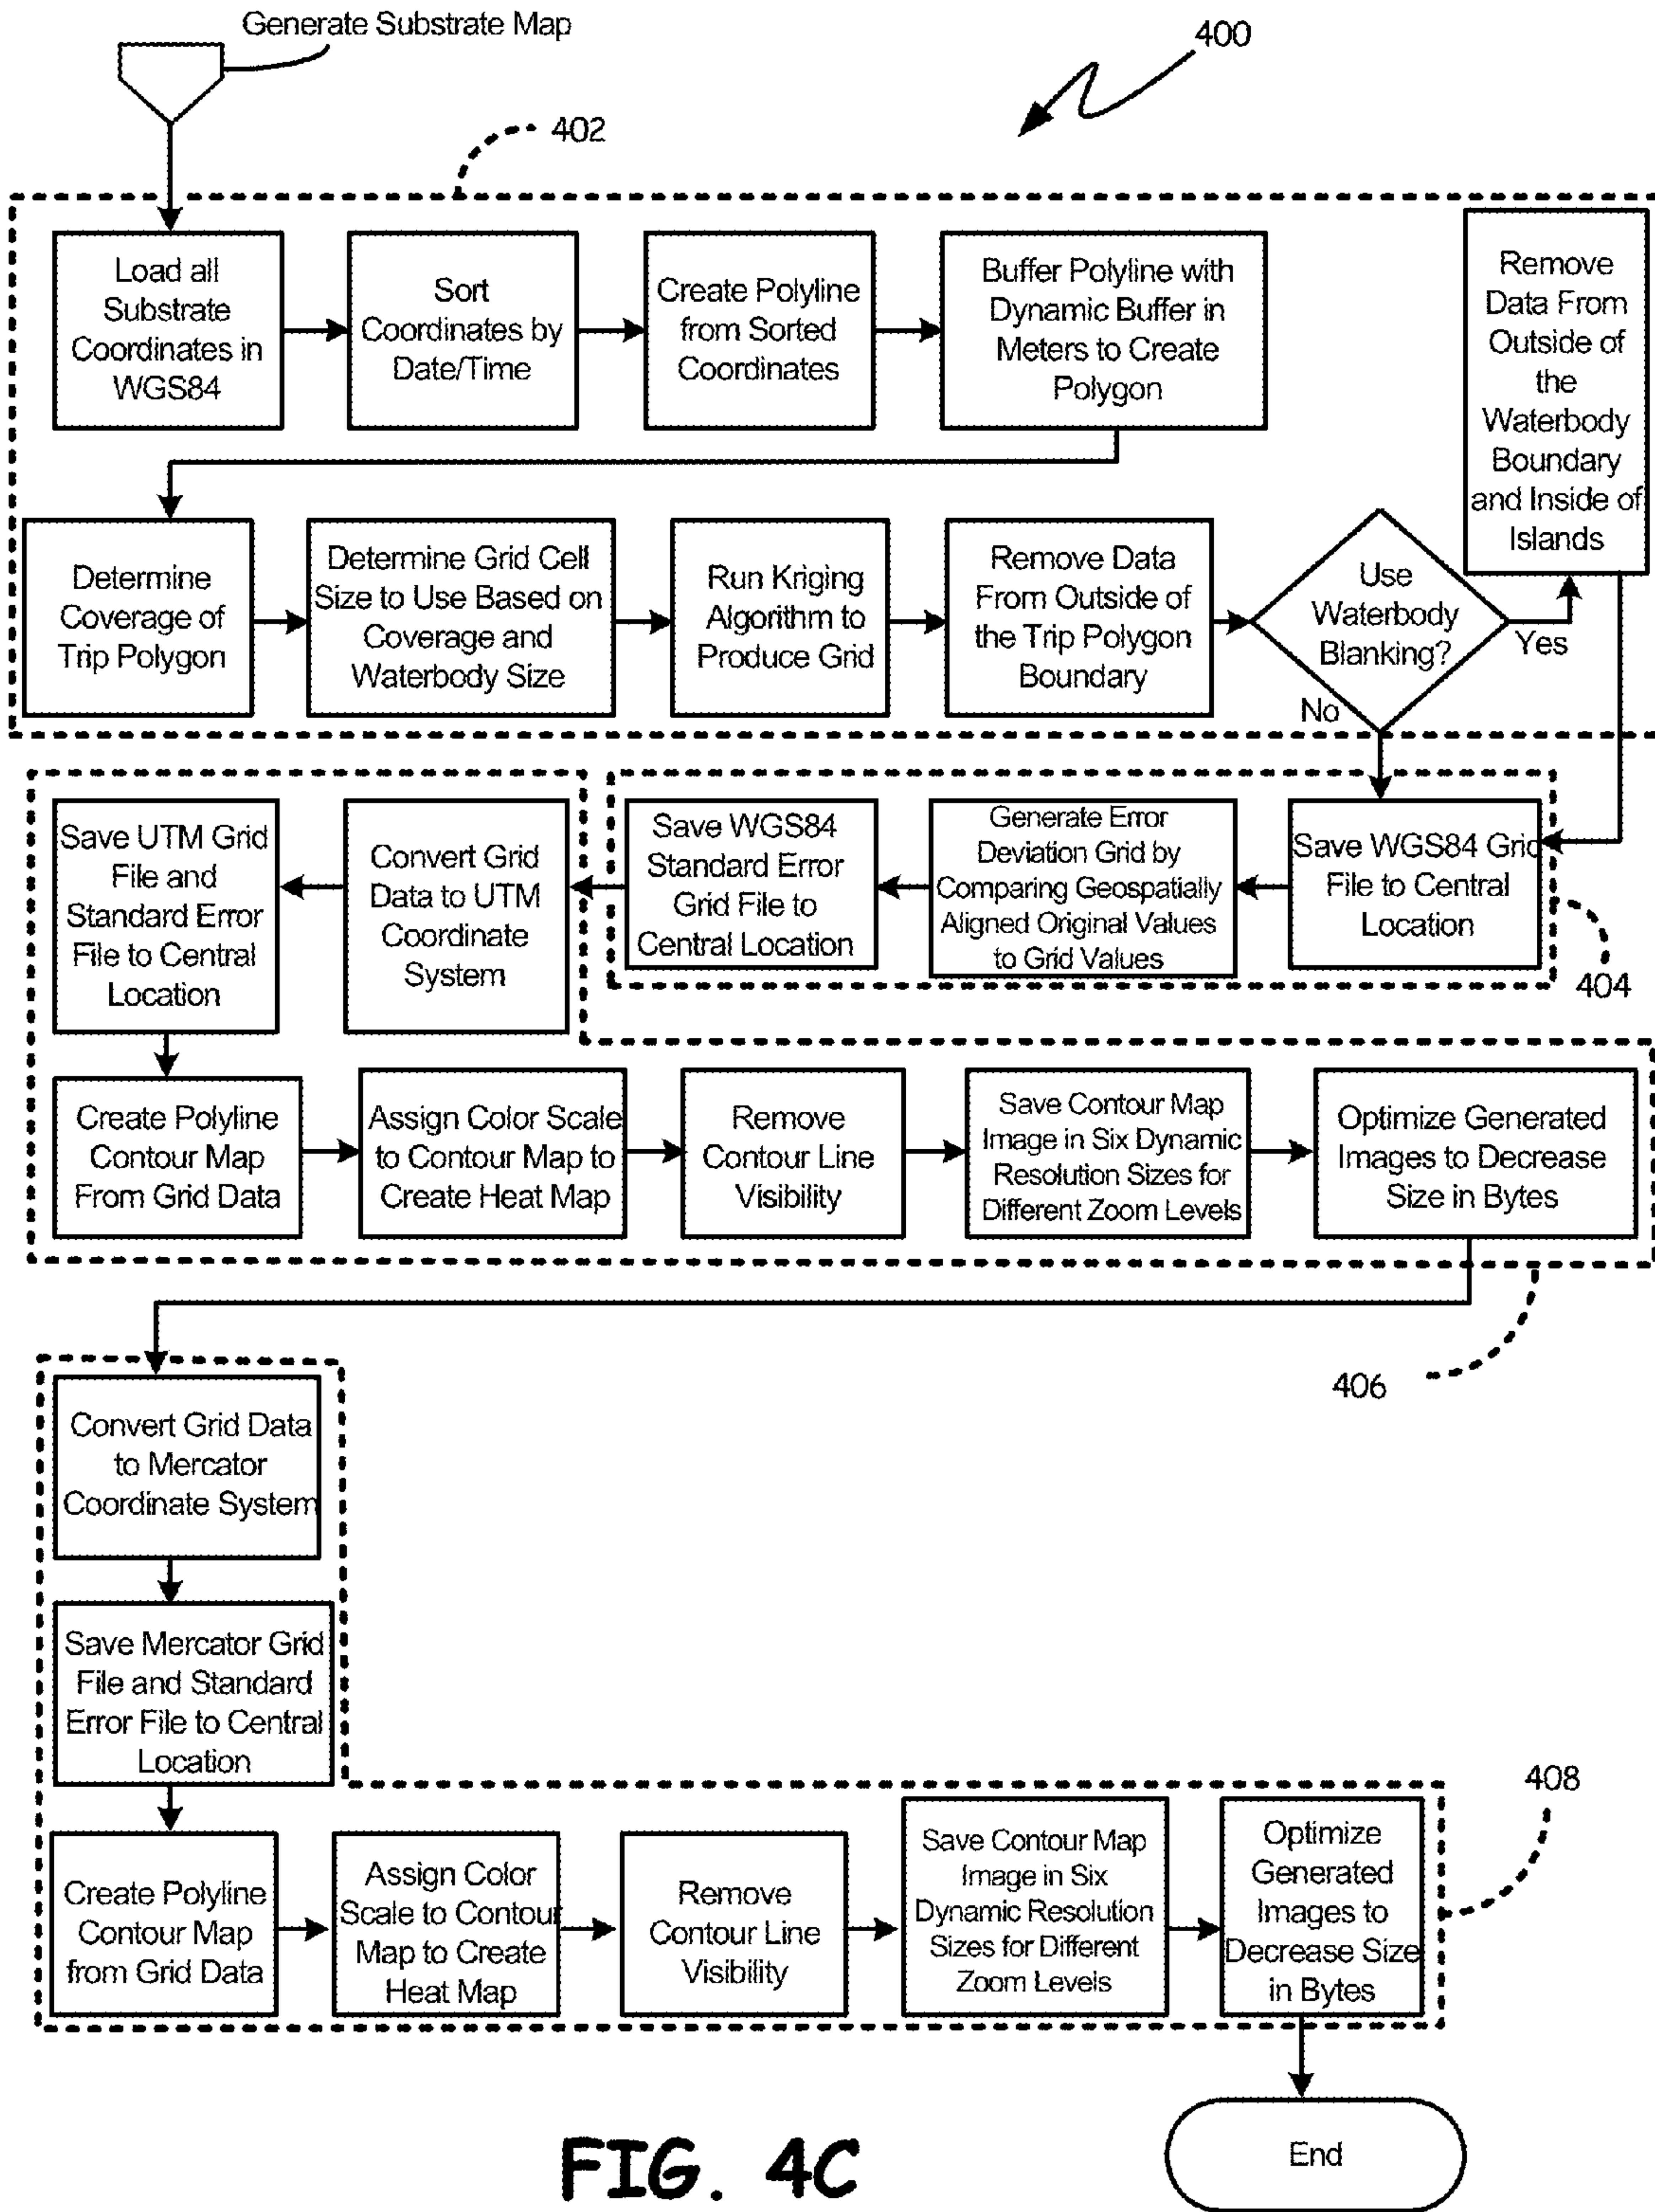 Generate Substrate Map
400
402
Load all
Substrate
Coordinates in
WGS84
Sort
Coordinates by
Date/Time
Create Polyline
from Sorted
Coordinates
Buffer Polyline with
Dynamic Buffer in
Meters to Create
Polygon
Remove
Data From
Outside of
the
Waterbody
Boundary
and Inside of
Islands
Determine
Coverage of
Trip Polygon
Determine Grid Cell
Size to Use Based on
Coverage and
Waterbody Size
Run Kriging
Algorithm to
Produce Grid
Remove Data
From Outside of
the Trip Polygon
Boundary
Use
Waterbody
Blanking?
Yes
No
Save WGS84 Grid
File to Central
Location
404
Generate Error
Deviation Grid by
Comparing Geospatially
Aligned Original Values
to Grid Values
Save WGS84
Standard Error
Grid File to
Central Location
Convert Grid
Data to UTM
Coordinate
System
Save UTM Grid
File and
Standard Error
File to Central
Location
Create Polyline
Contour Map
From Grid Data
Assign Color Scale
to Contour Map to
Create Heat Map
Remove
Contour Line
Visibility
Save Contour Map
Image in Six Dynamic
Resolution Sizes for
Different Zoom Levels
Optimize Generated
Images to Decrease
Size in Bytes
406
Convert Grid Data
to Mercator
Coordinate System
Save Mercator Grid
File and Standard
Error File to Central
Location
408
Create Polyline
Contour Map
from Grid Data
Assign Color
Scale to Contour
Map to Create
Heat Map
Remove
Contour Line
Visibility
Save Contour Map
Image in Six
Dynamic Resolution
Sizes for Different
Zoom Levels
Optimize
Generated
Images to
Decrease Size
in Bytes
End
FIG. 4C